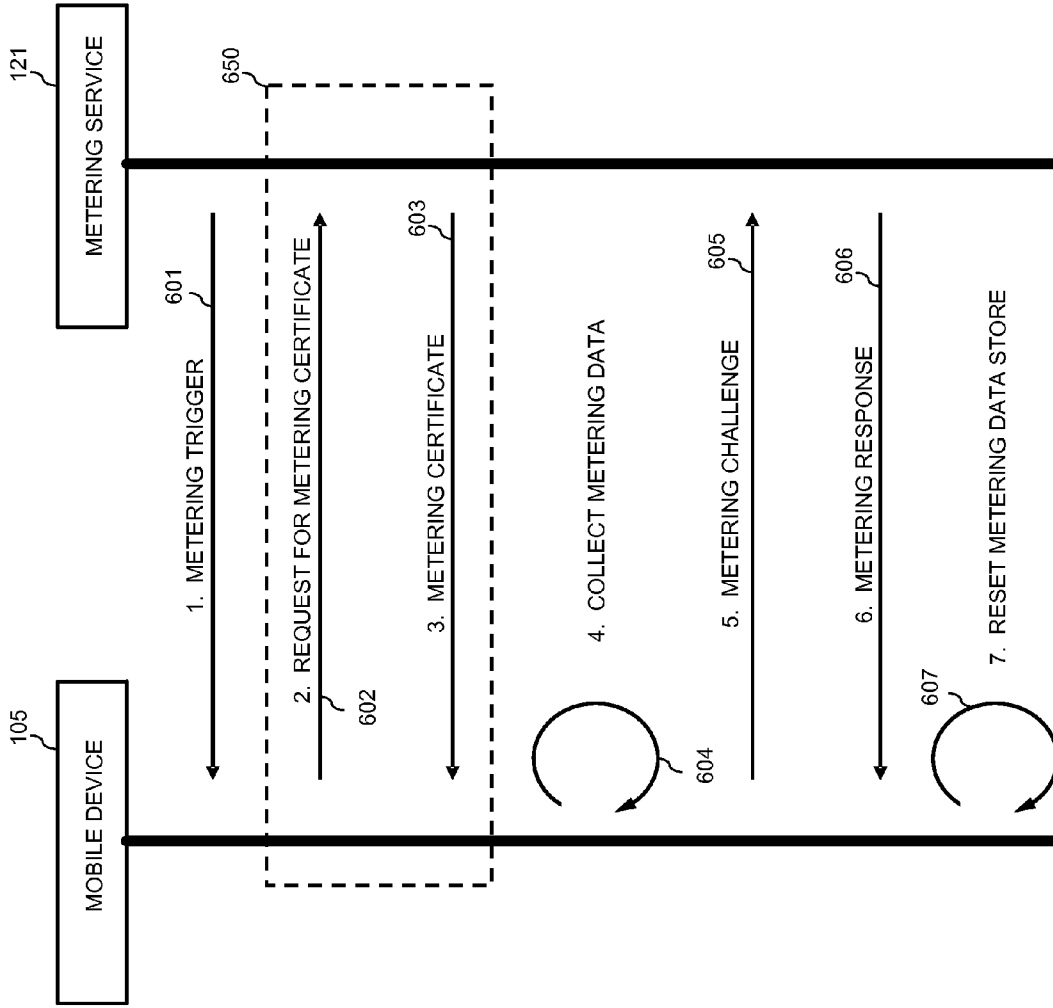 MOBILE DEVICE
105
METERING SERVICE
121
1. METERING TRIGGER
601
650
2. REQUEST FOR METERING CERTIFICATE
602
3. METERING CERTIFICATE
603
4. COLLECT METERING DATA
604
5. METERING CHALLENGE
605
6. METERING RESPONSE
606
7. RESET METERING DATA STORE
607